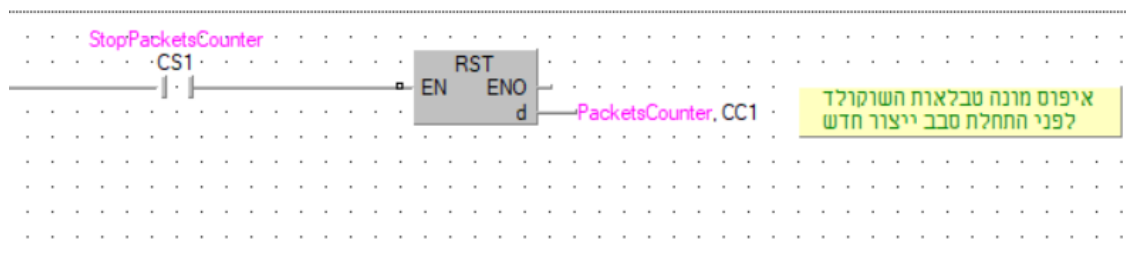 StopPacketsCounter
CS1
RST
EN ENO
d
PacketsCounter, CC1
איפוס מונה טבלאות השוקולד
לפני התחלת סבב ייצור חדש